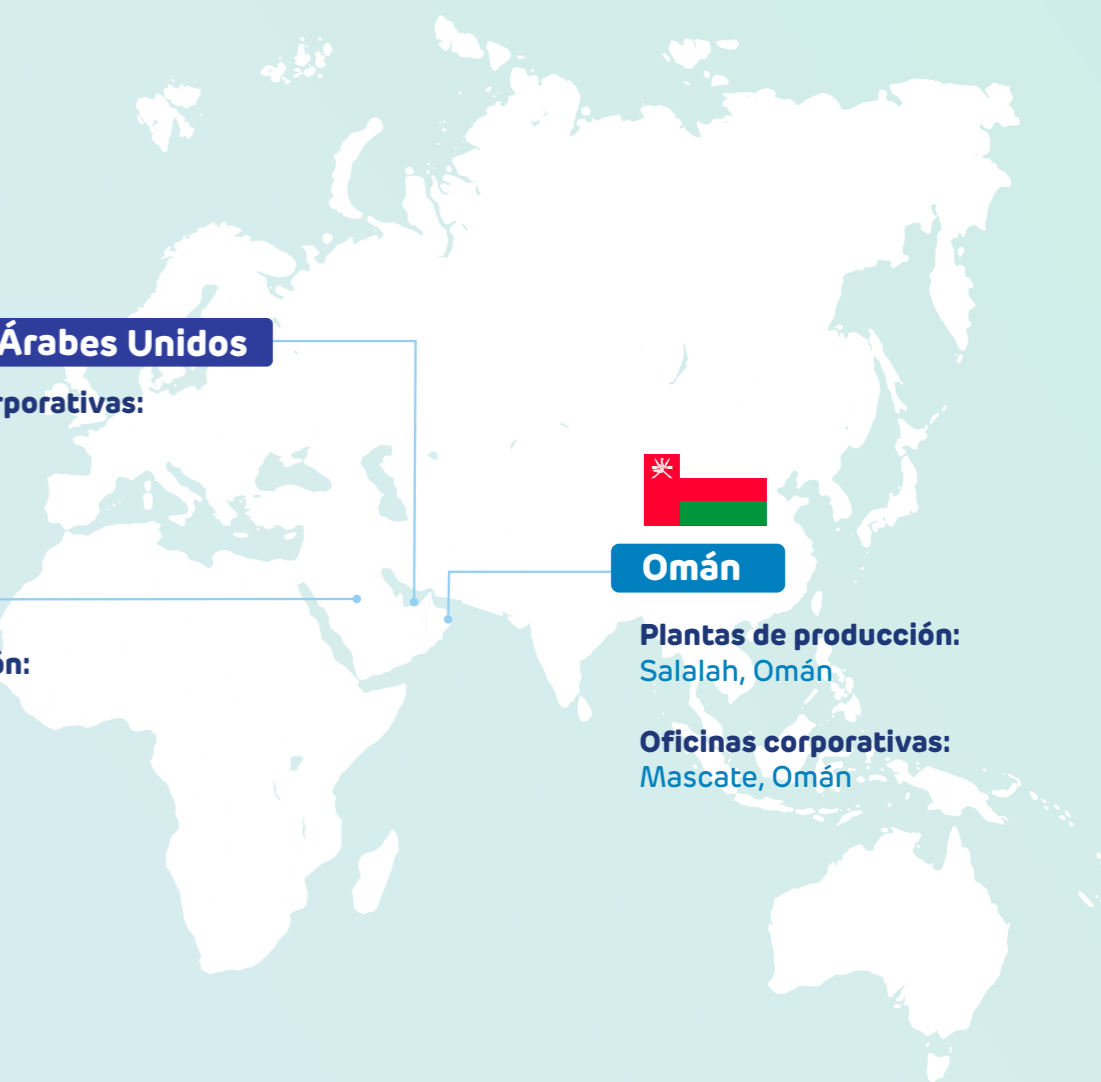 Árabes Unidos
rporativas:
ón:
Omán
Plantas de producción:
Salalah, Omán
Oficinas corporativas:
Mascate, Omán